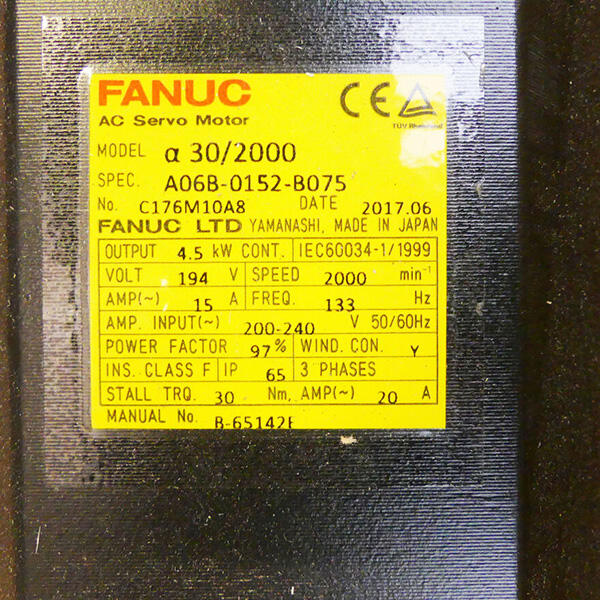 FANUC
CE
TÜV Rheinland
AC Servo Motor
MODEL α 30/2000
SPEC. A06B-0152-B075
No. C176M10A8 DATE 2017.06
FANUC LTD YAMANASHI, MADE IN JAPAN
OUTPUT 4.5 kW CONT. IEC60034-1/1999
VOLT 194 V SPEED 2000 min⁻¹
AMP(~) 15 A FREQ. 133 Hz
AMP. INPUT(~) 200-240 V 50/60Hz
POWER FACTOR 97% WIND. CON. Y
INS. CLASS F IP 65 3 PHASES
STALL TRQ. 30 Nm, AMP(~) 20 A
MANUAL No. B-65142E